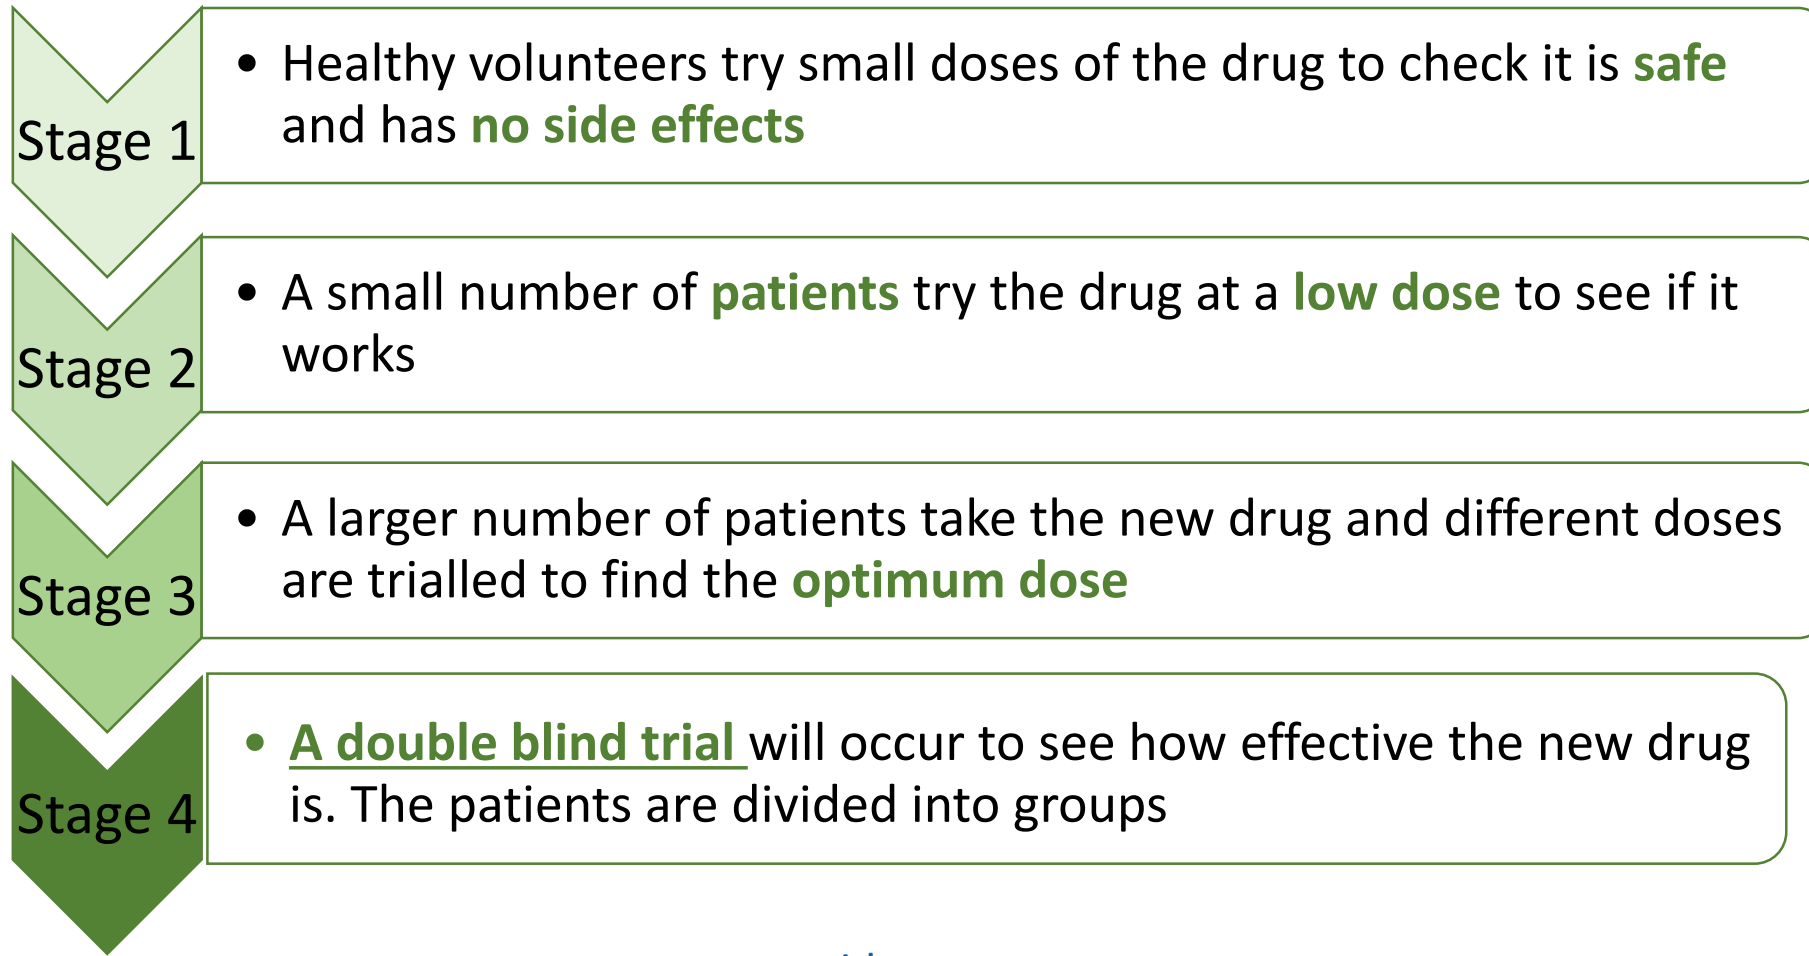 Stage 1
• Healthy volunteers try small doses of the drug to check it is safe
and has no side effects
Stage 2
• A small number of patients try the drug at a low dose to see if it
works
Stage 3
• A larger number of patients take the new drug and different doses
are trialled to find the optimum dose
Stage 4
• A double blind trial will occur to see how effective the new drug
is. The patients are divided into groups